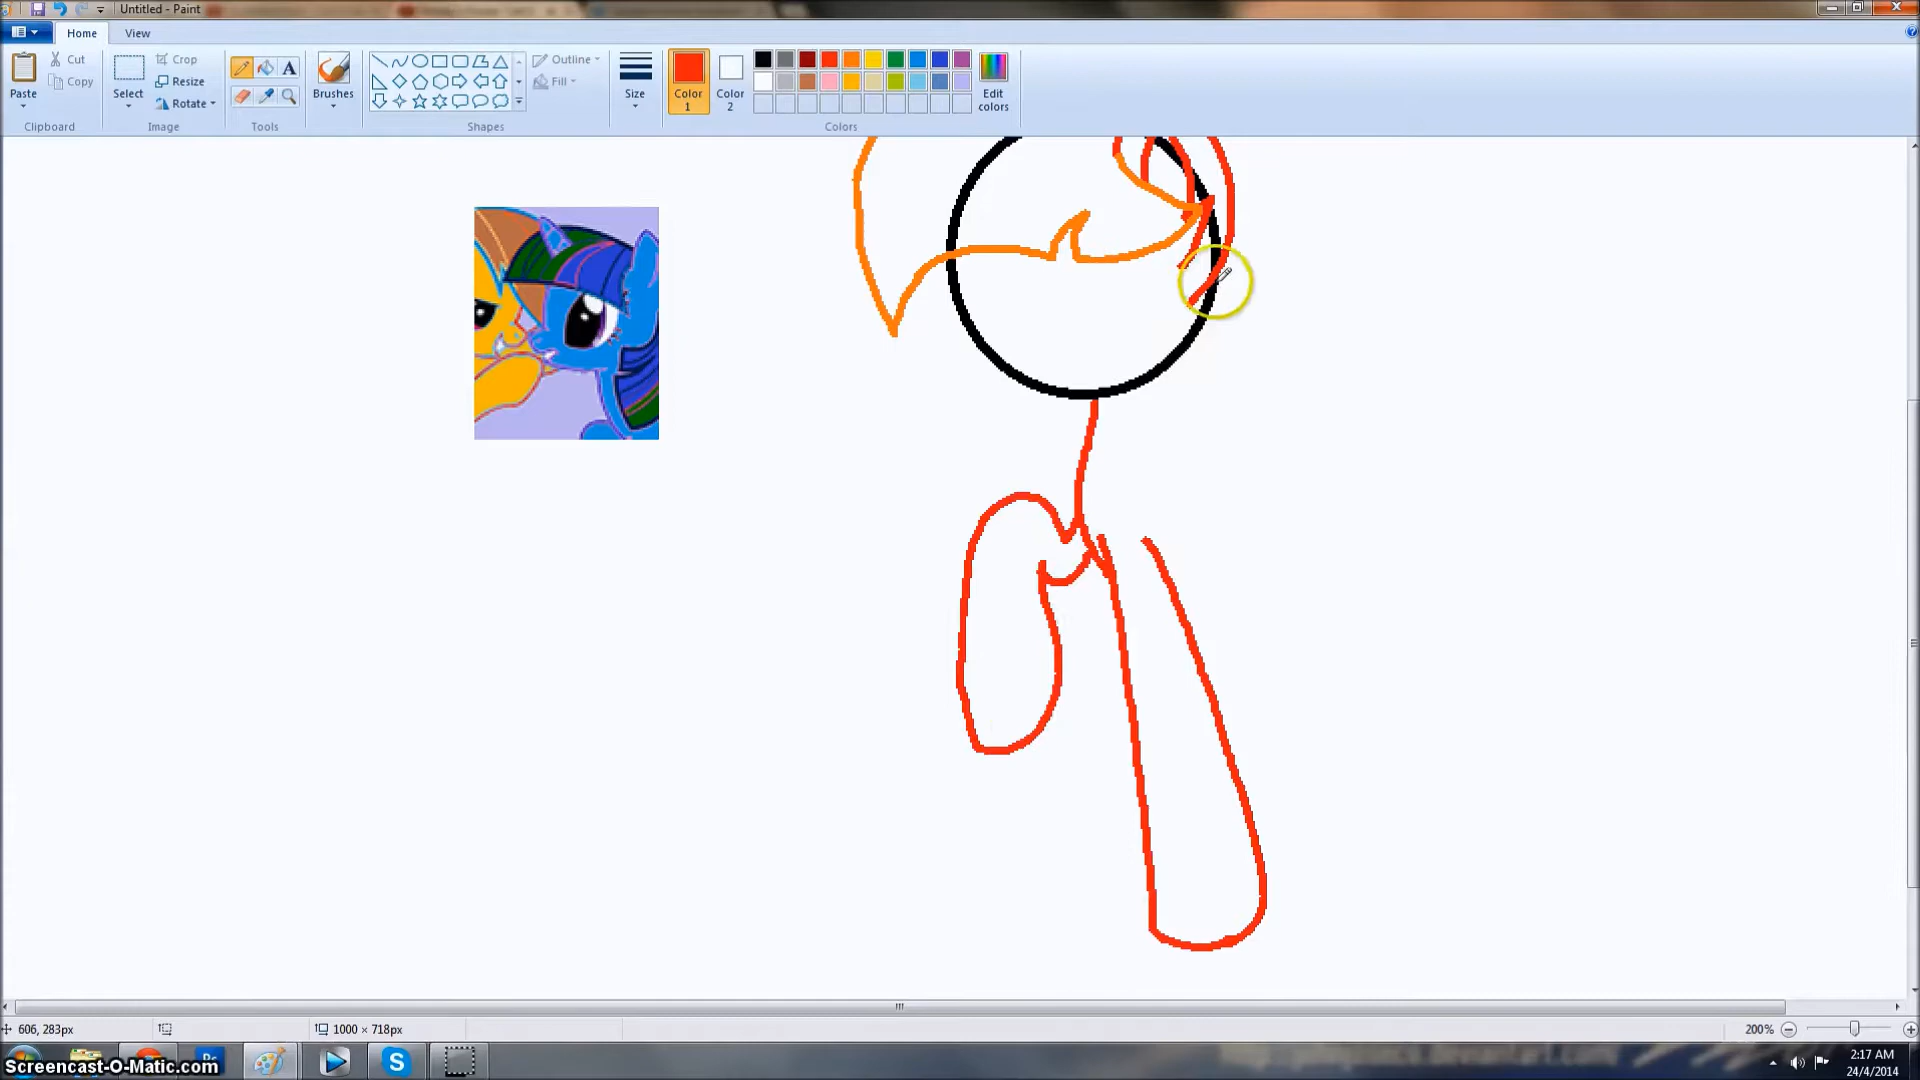 Untitled - Paint
Home View
Paste
Cut
Copy
Clipboard
Select
Crop
Resize
Rotate
Image
A
Tools
Brushes
Outline
Fill
Shapes
Size
Color 1
Color 2
Edit colors
Colors
606, 283px
1000 × 718px
200%
Ps
S
Screencast-O-Matic.com
2:17 AM
24/4/2014